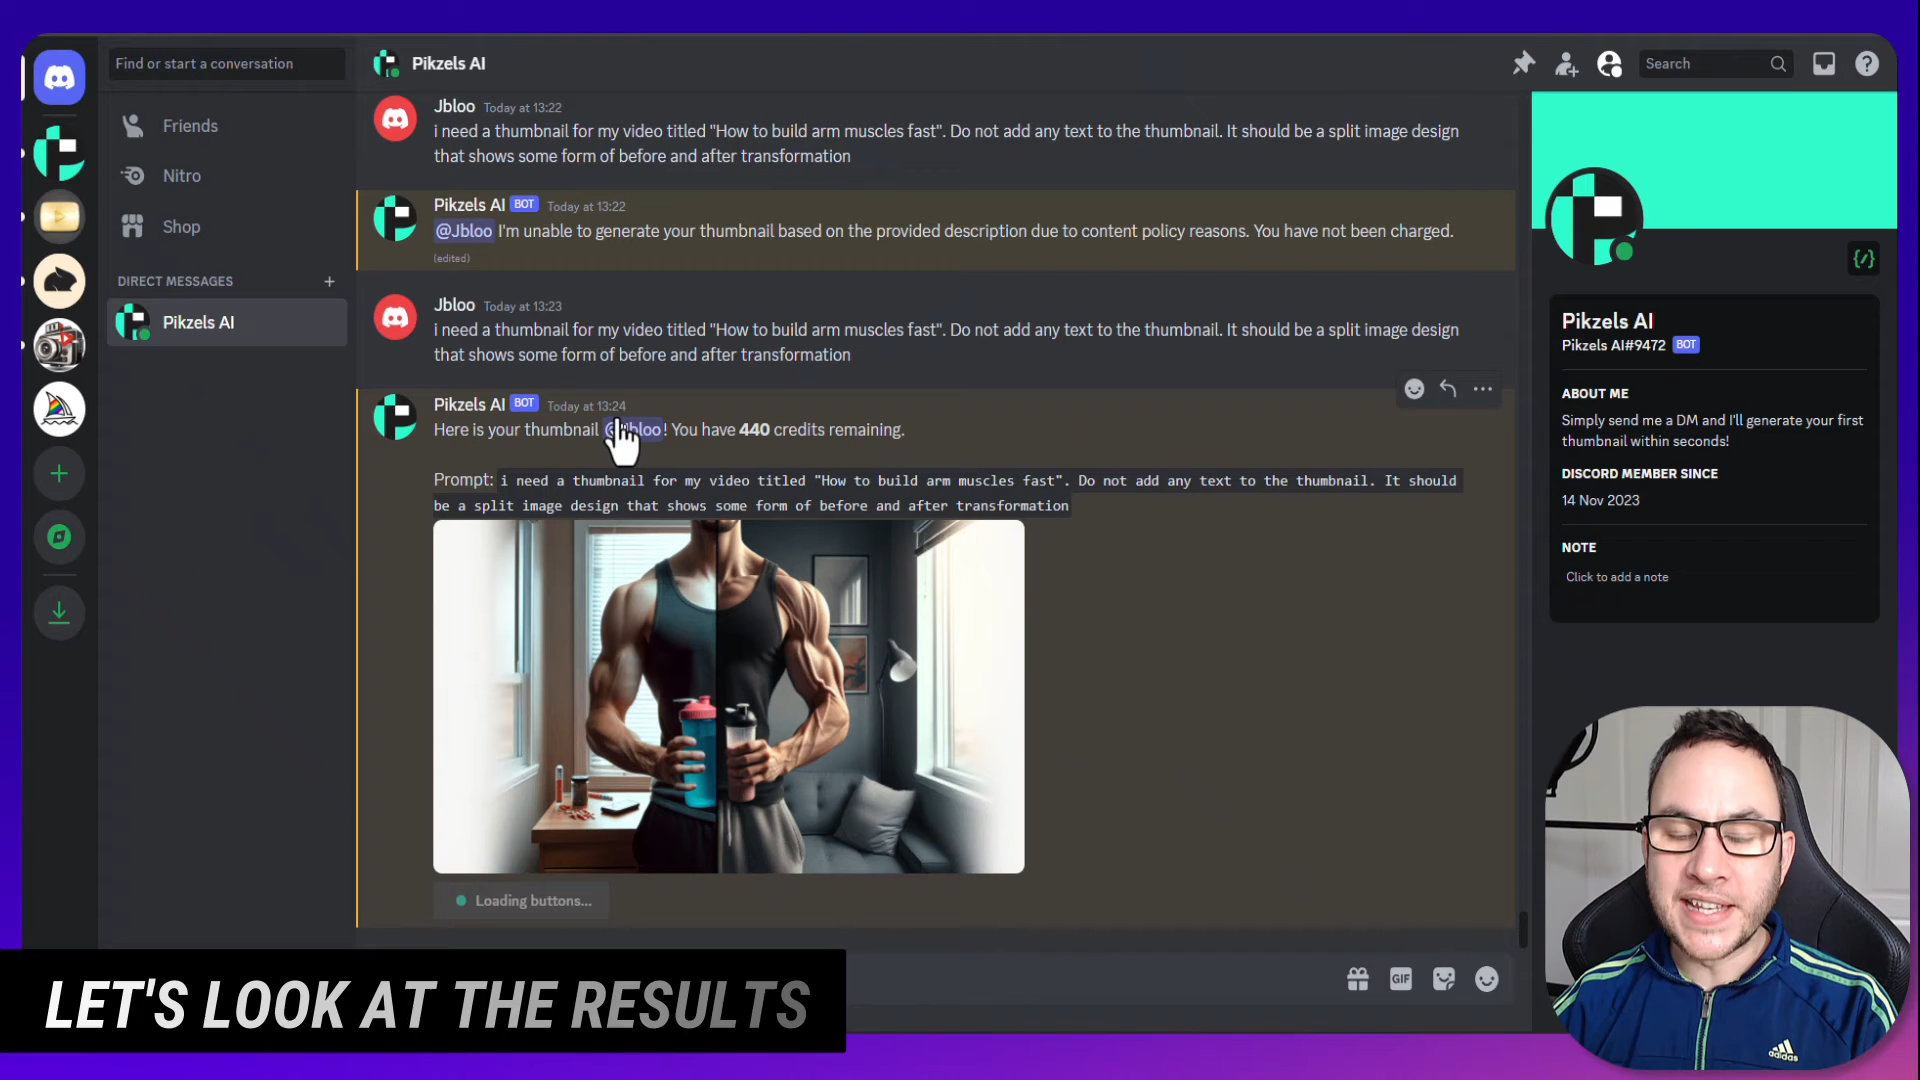 Find or start a conversation
Pikzels AI
Search
Friends
Nitro
Shop
DIRECT MESSAGES
Pikzels AI
Jbloo Today at 13:22
i need a thumbnail for my video titled "How to build arm muscles fast". Do not add any text to the thumbnail. It should be a split image design
that shows some form of before and after transformation
Pikzels AI BOT Today at 13:22
@Jbloo I'm unable to generate your thumbnail based on the provided description due to content policy reasons. You have not been charged.
(edited)
Jbloo Today at 13:23
i need a thumbnail for my video titled "How to build arm muscles fast". Do not add any text to the thumbnail. It should be a split image design
that shows some form of before and after transformation
Pikzels AI BOT Today at 13:24
Here is your thumbnail @Jbloo! You have 440 credits remaining.
Prompt: i need a thumbnail for my video titled "How to build arm muscles fast". Do not add any text to the thumbnail. It should
be a split image design that shows some form of before and after transformation
Loading buttons...
GIF
Pikzels AI
Pikzels AI#9472 BOT
ABOUT ME
Simply send me a DM and I'll generate your first
thumbnail within seconds!
DISCORD MEMBER SINCE
14 Nov 2023
NOTE
Click to add a note
adidas
LET'S LOOK AT THE RESULTS